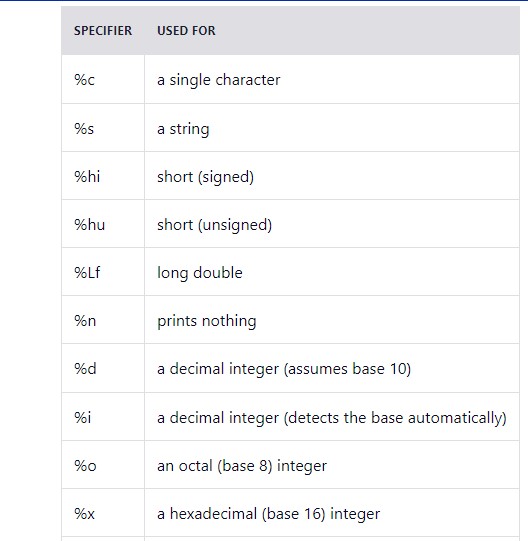 SPECIFIER USED FOR
%c a single character
%s a string
%hi short (signed)
%hu short (unsigned)
%Lf long double
%n prints nothing
%d a decimal integer (assumes base 10)
%i a decimal integer (detects the base automatically)
%o an octal (base 8) integer
%x a hexadecimal (base 16) integer